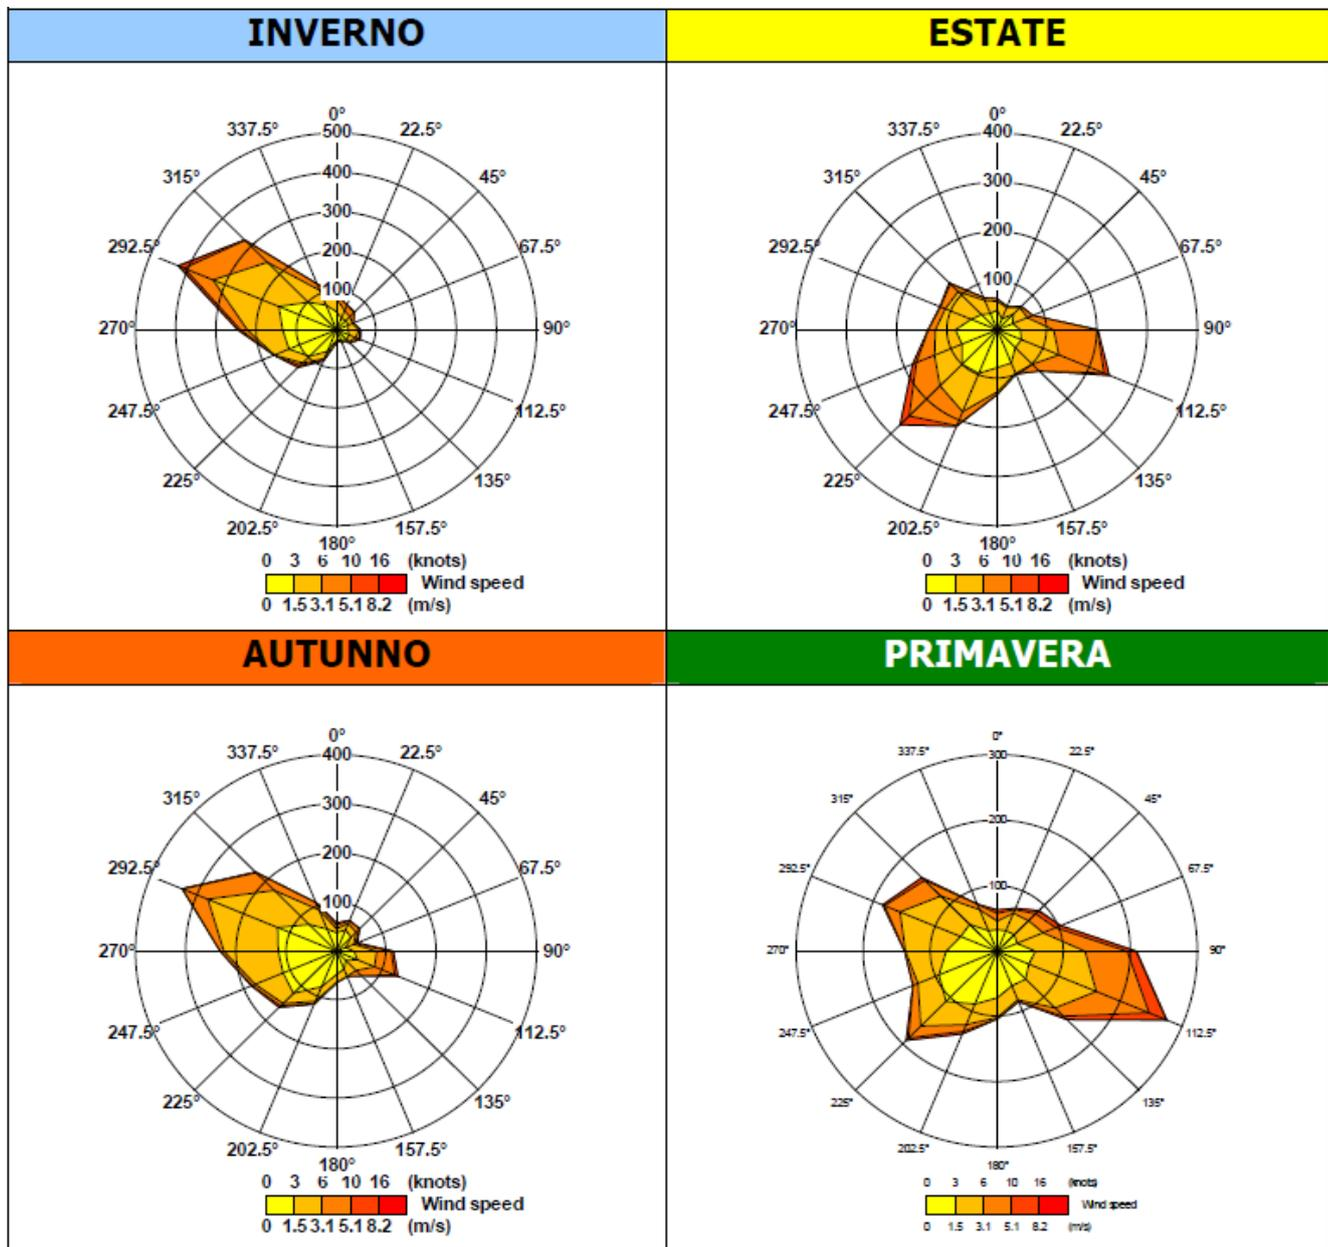 INVERNO
0°
337.5° 500 22.5°
315° 400 45°
300
292.5° 200 67.5°
100
270° 90°
247.5° 112.5°
225° 135°
202.5° 157.5°
180°
0 3 6 10 16 (knots)
Wind speed
0 1.5 3.1 5.1 8.2 (m/s)
ESTATE
0°
337.5° 400 22.5°
315° 300 45°
200
292.5° 67.5°
100
270° 90°
247.5° 112.5°
225° 135°
202.5° 157.5°
180°
0 3 6 10 16 (knots)
Wind speed
0 1.5 3.1 5.1 8.2 (m/s)
AUTUNNO
0°
337.5° 400 22.5°
315° 300 45°
200
292.5° 67.5°
100
270° 90°
247.5° 112.5°
225° 135°
202.5° 157.5°
180°
0 3 6 10 16 (knots)
Wind speed
0 1.5 3.1 5.1 8.2 (m/s)
PRIMAVERA
0°
337.5° 300 22.5°
315° 45°
200
292.5° 67.5°
100
270° 90°
247.5° 112.5°
225° 135°
202.5° 157.5°
180°
0 3 6 10 16 (knots)
Wind speed
0 1.5 3.1 5.1 8.2 (m/s)